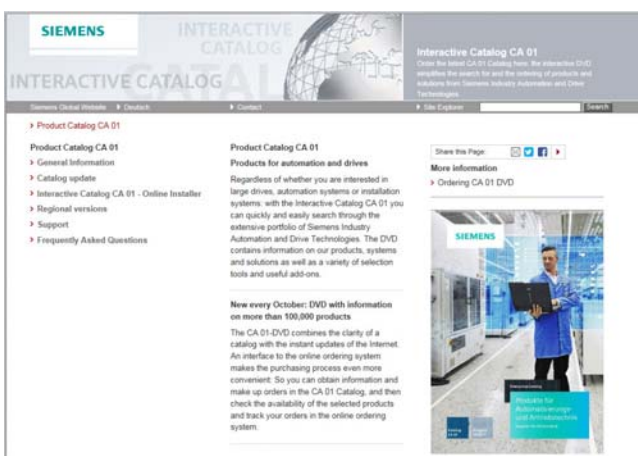 SIEMENS
INTERACTIVE
CATALOG
INTERACTIVE CATALOG
Interactive Catalog CA 01
Order the latest CA 01 Catalog here: the interactive DVD
simplifies the search for and the ordering of products and
solutions from Siemens Industry Automation and Drive
Technologies.
Siemens Global Website Deutsch Contact Site Explorer Search
Product Catalog CA 01
Product Catalog CA 01
General Information
Catalog update
Interactive Catalog CA 01 - Online Installer
Regional versions
Support
Frequently Asked Questions
Product Catalog CA 01
Products for automation and drives
Regardless of whether you are interested in
large drives, automation systems or installation
systems: with the Interactive Catalog CA 01 you
can quickly and easily search through the
extensive portfolio of Siemens Industry
Automation and Drive Technologies. The DVD
contains information on our products, systems
and solutions as well as a variety of selection
tools and useful add-ons.
New every October: DVD with information
on more than 100,000 products
The CA 01-DVD combines the clarity of a
catalog with the instant updates of the Internet.
An interface to the online ordering system
makes the purchasing process even more
convenient: So you can obtain information and
make up orders in the CA 01 Catalog, and then
check the availability of the selected products
and track your orders in the online ordering
system.
Share this Page:
More information
Ordering CA 01 DVD
SIEMENS
Produkte für
Automatisierungs-
und Antriebstechnik